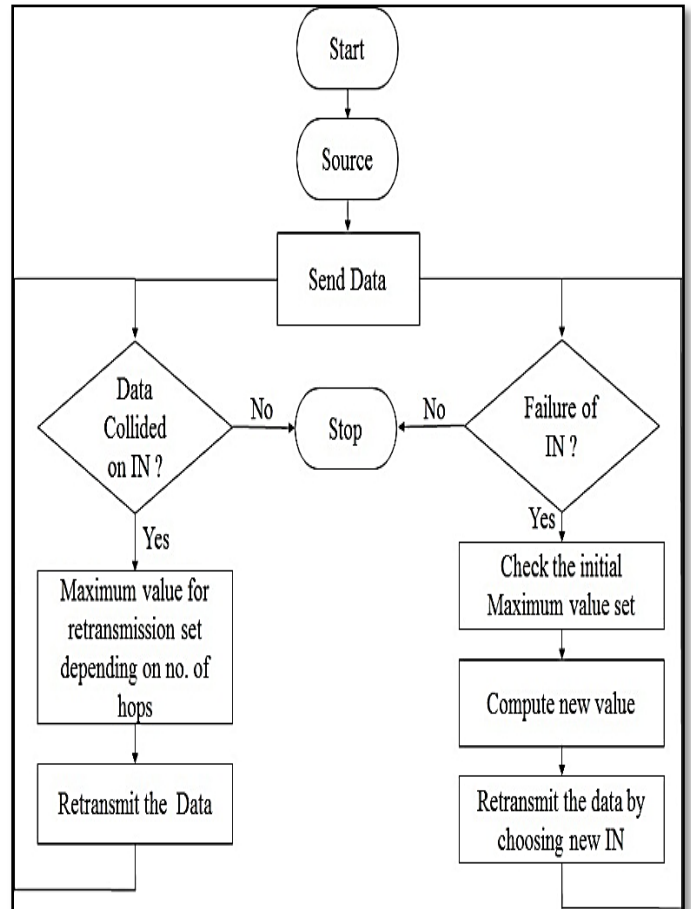 Start
Source
Send Data
Data
Collided
on IN ?
No
Stop
No
Failure of
IN ?
Yes
Maximum value for
retransmission set
depending on no. of
hops
Retransmit the Data
Yes
Check the initial
Maximum value set
Compute new value
Retransmit the data by
choosing new IN